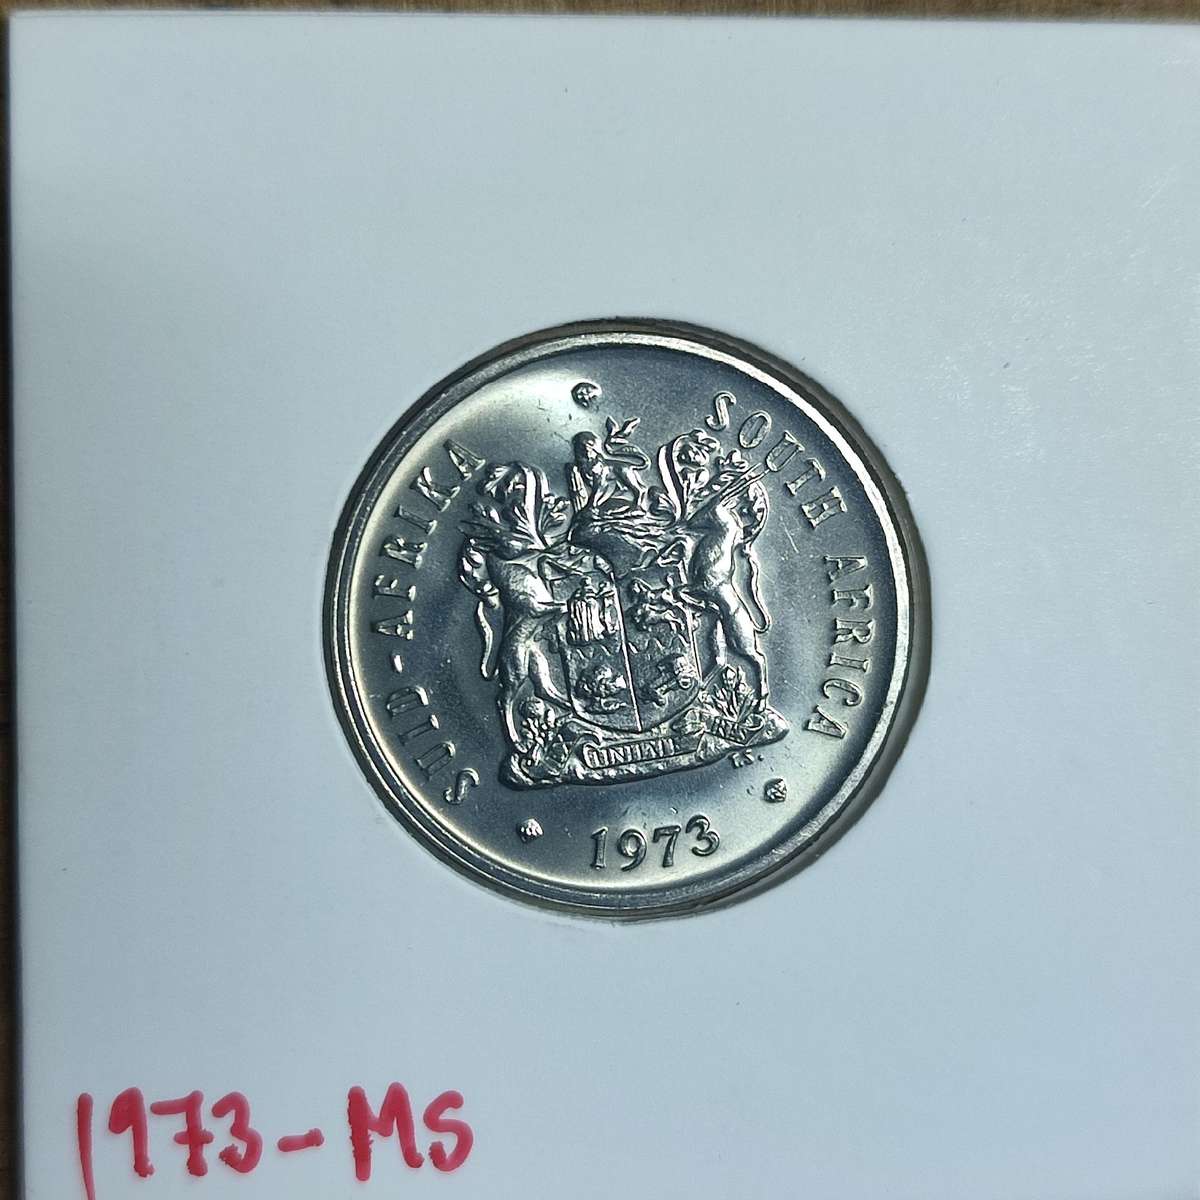 SUID-AFRIKA
SOUTH AFRICA
T.S.
1973
1973-MS